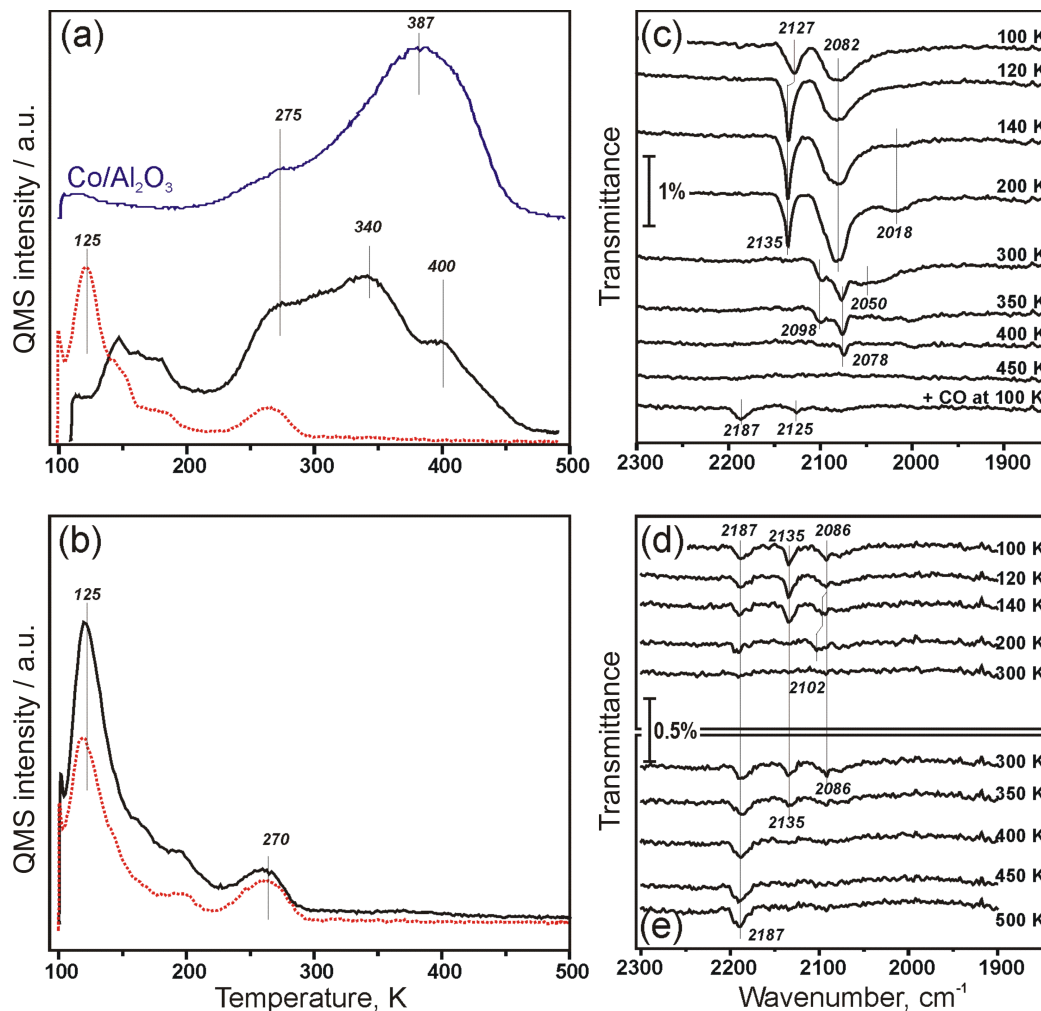 (a)
387
275
Co/Al₂O₃
125
340
400
QMS intensity / a.u.
100 200 300 400 500
(b)
125
270
QMS intensity / a.u.
100 200 300 400 500
Temperature, K
(c)
2127
2082
100 K
120 K
140 K
1%
200 K
2135
2018
300 K
2050
2098
350 K
2078
400 K
450 K
+ CO at 100 K
2187
2125
Transmittance
2300 2200 2100 2000 1900
(d)
2187
2135
2086
100 K
120 K
140 K
200 K
2102
300 K
0.5%
300 K
2086
350 K
2135
400 K
450 K
500 K
(e)
2187
Transmittance
2300 2200 2100 2000 1900
Wavenumber, cm⁻¹